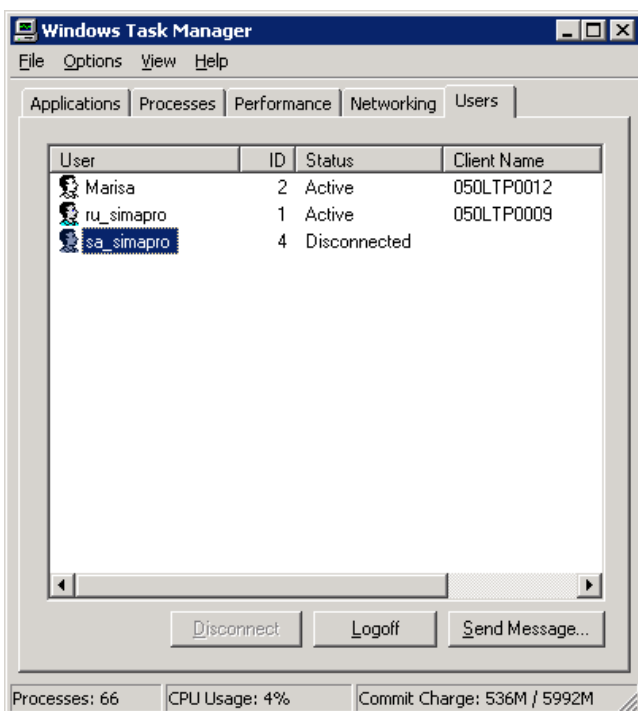 Windows Task Manager
File Options View Help
Applications Processes Performance Networking Users
User ID Status Client Name
Marisa 2 Active 050LTP0012
ru_simapro 1 Active 050LTP0009
sa_simapro 4 Disconnected
Disconnect Logoff Send Message...
Processes: 66 CPU Usage: 4% Commit Charge: 536M / 5992M